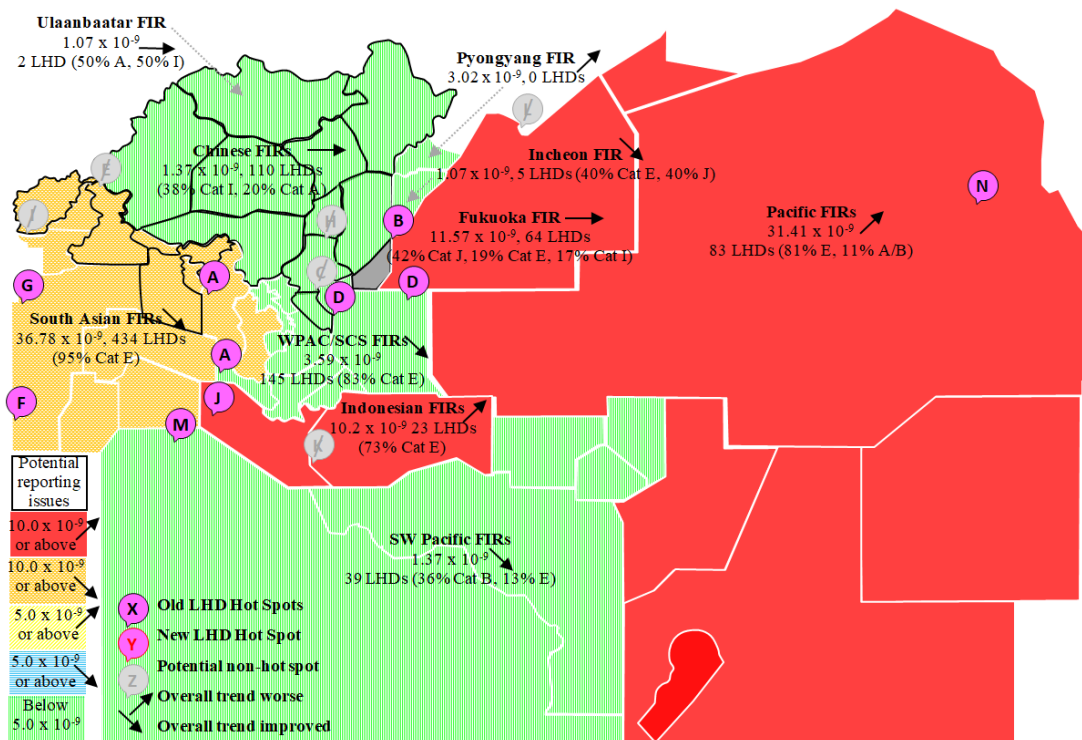 Ulaanbaatar FIR
1.07 x 10⁻⁹
2 LHD (50% A, 50% I)
Pyongyang FIR
3.02 x 10⁻⁹, 0 LHDs
L
E
Chinese FIRs
1.37 x 10⁻⁹, 110 LHDs
(38% Cat I, 20% Cat A)
Incheon FIR
1.07 x 10⁻⁹, 5 LHDs (40% Cat E, 40% J)
N
I
H
B
Fukuoka FIR
11.57 x 10⁻⁹, 64 LHDs
(42% Cat J, 19% Cat E, 17% Cat I)
Pacific FIRs
31.41 x 10⁻⁹
83 LHDs (81% E, 11% A/B)
G
A
C
D
D
South Asian FIRs
36.78 x 10⁻⁹, 434 LHDs
(95% Cat E)
A
WPAC/SCS FIRs
3.59 x 10⁻⁹
145 LHDs (83% Cat E)
F
J
M
Indonesian FIRs
10.2 x 10⁻⁹ 23 LHDs
(73% Cat E)
K
Potential
reporting
issues
10.0 x 10⁻⁹
or above
10.0 x 10⁻⁹
or above
5.0 x 10⁻⁹
or above
5.0 x 10⁻⁹
or above
Below
5.0 x 10⁻⁹
SW Pacific FIRs
1.37 x 10⁻⁹
39 LHDs (36% Cat B, 13% E)
X Old LHD Hot Spots
Y New LHD Hot Spot
Z Potential non-hot spot
Overall trend worse
Overall trend improved